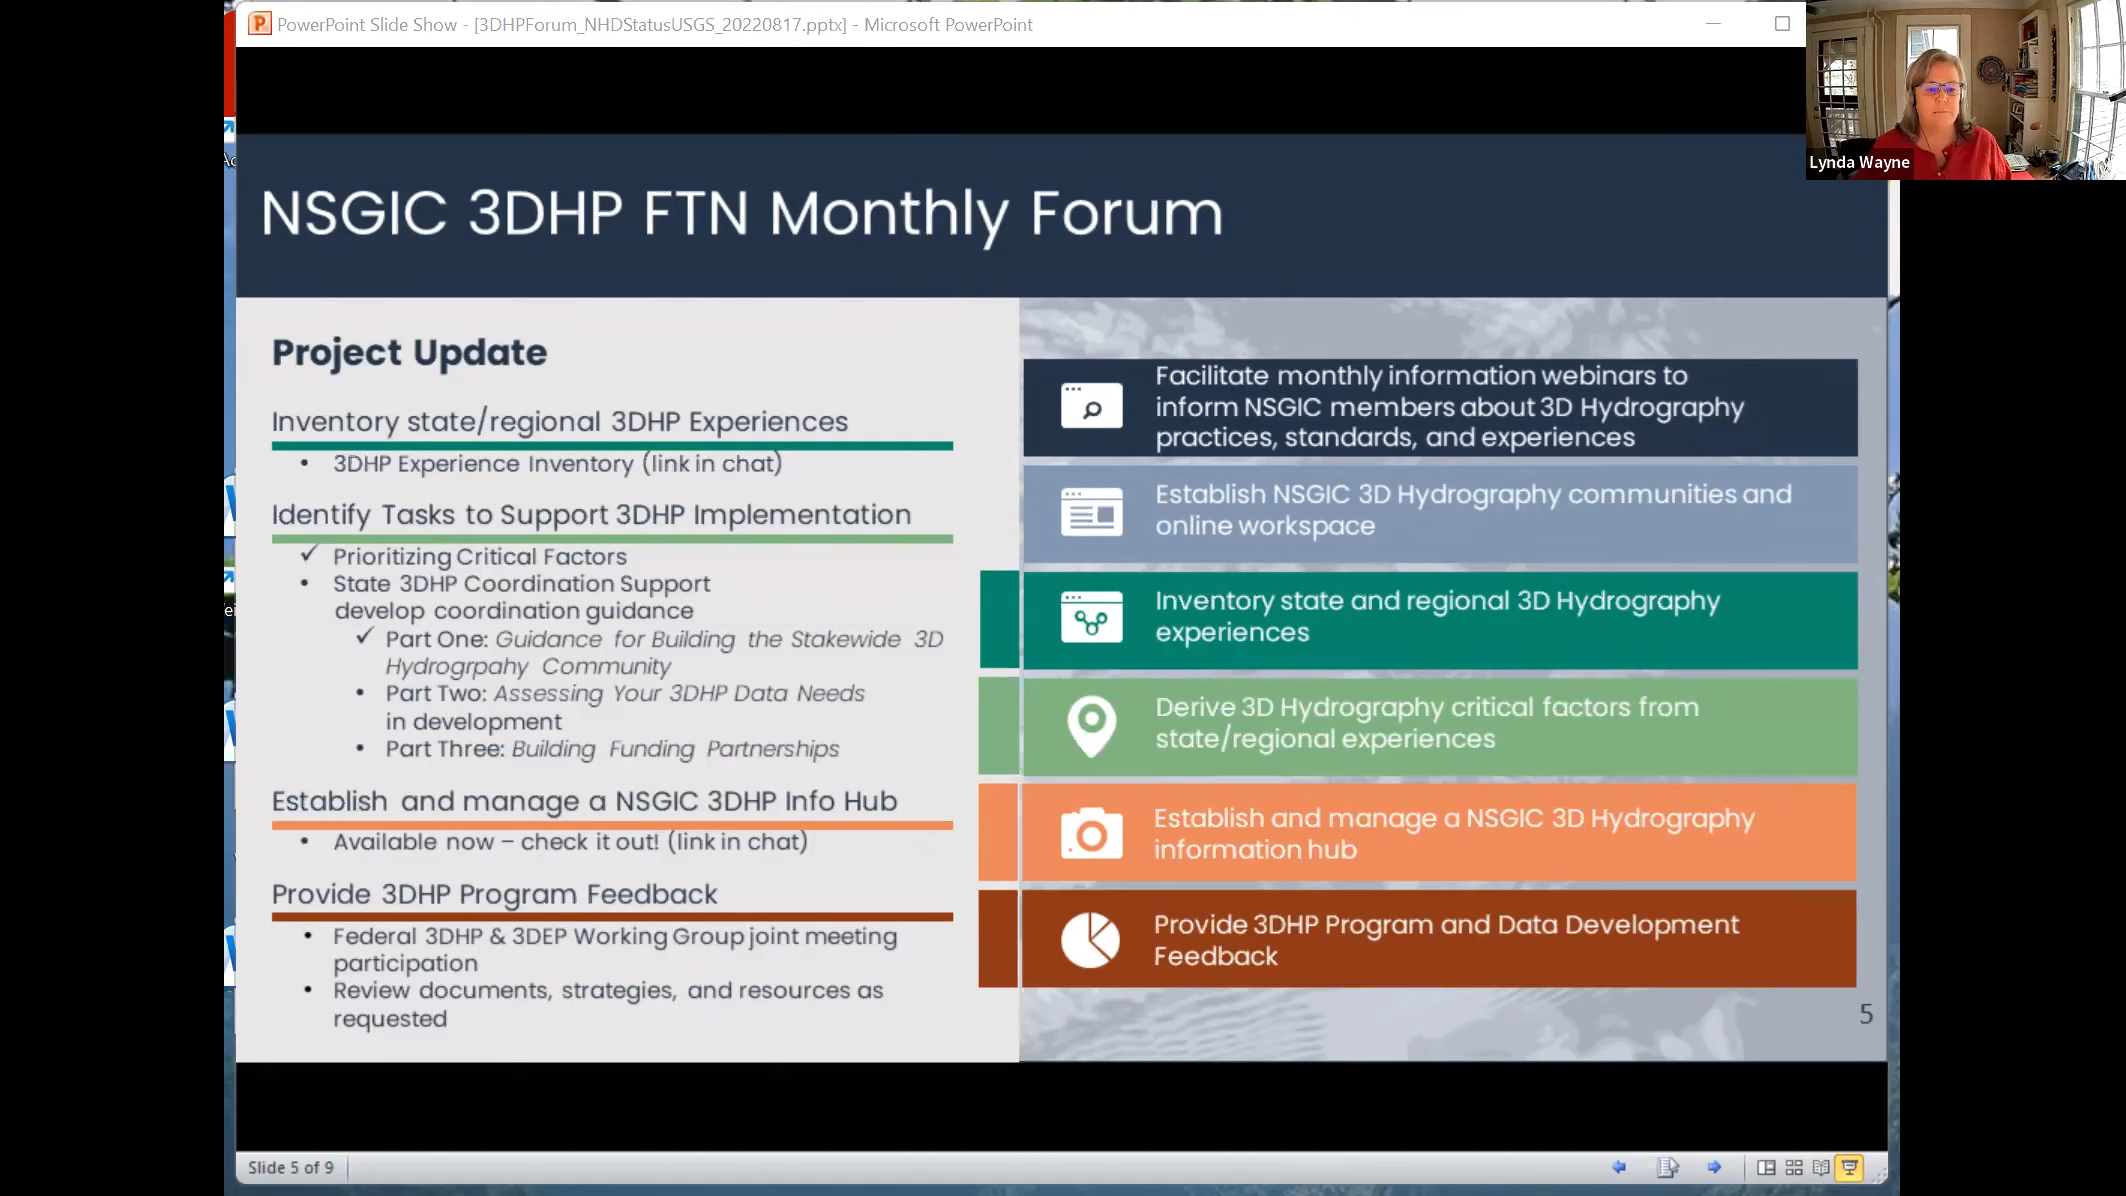 PowerPoint Slide Show - [3DHPForum_NHDStatusUSGS_20220817.pptx] - Microsoft PowerPoint
Lynda Wayne
NSGIC 3DHP FTN Monthly Forum
Project Update
Inventory state/regional 3DHP Experiences
• 3DHP Experience Inventory (link in chat)
Identify Tasks to Support 3DHP Implementation
✓ Prioritizing Critical Factors
• State 3DHP Coordination Support
develop coordination guidance
✓ Part One: Guidance for Building the Stakewide 3D
Hydrogrpahy Community
• Part Two: Assessing Your 3DHP Data Needs
in development
• Part Three: Building Funding Partnerships
Establish and manage a NSGIC 3DHP Info Hub
• Available now – check it out! (link in chat)
Provide 3DHP Program Feedback
• Federal 3DHP & 3DEP Working Group joint meeting
participation
• Review documents, strategies, and resources as
requested
Facilitate monthly information webinars to
inform NSGIC members about 3D Hydrography
practices, standards, and experiences
Establish NSGIC 3D Hydrography communities and
online workspace
Inventory state and regional 3D Hydrography
experiences
Derive 3D Hydrography critical factors from
state/regional experiences
Establish and manage a NSGIC 3D Hydrography
information hub
Provide 3DHP Program and Data Development
Feedback
5
Slide 5 of 9